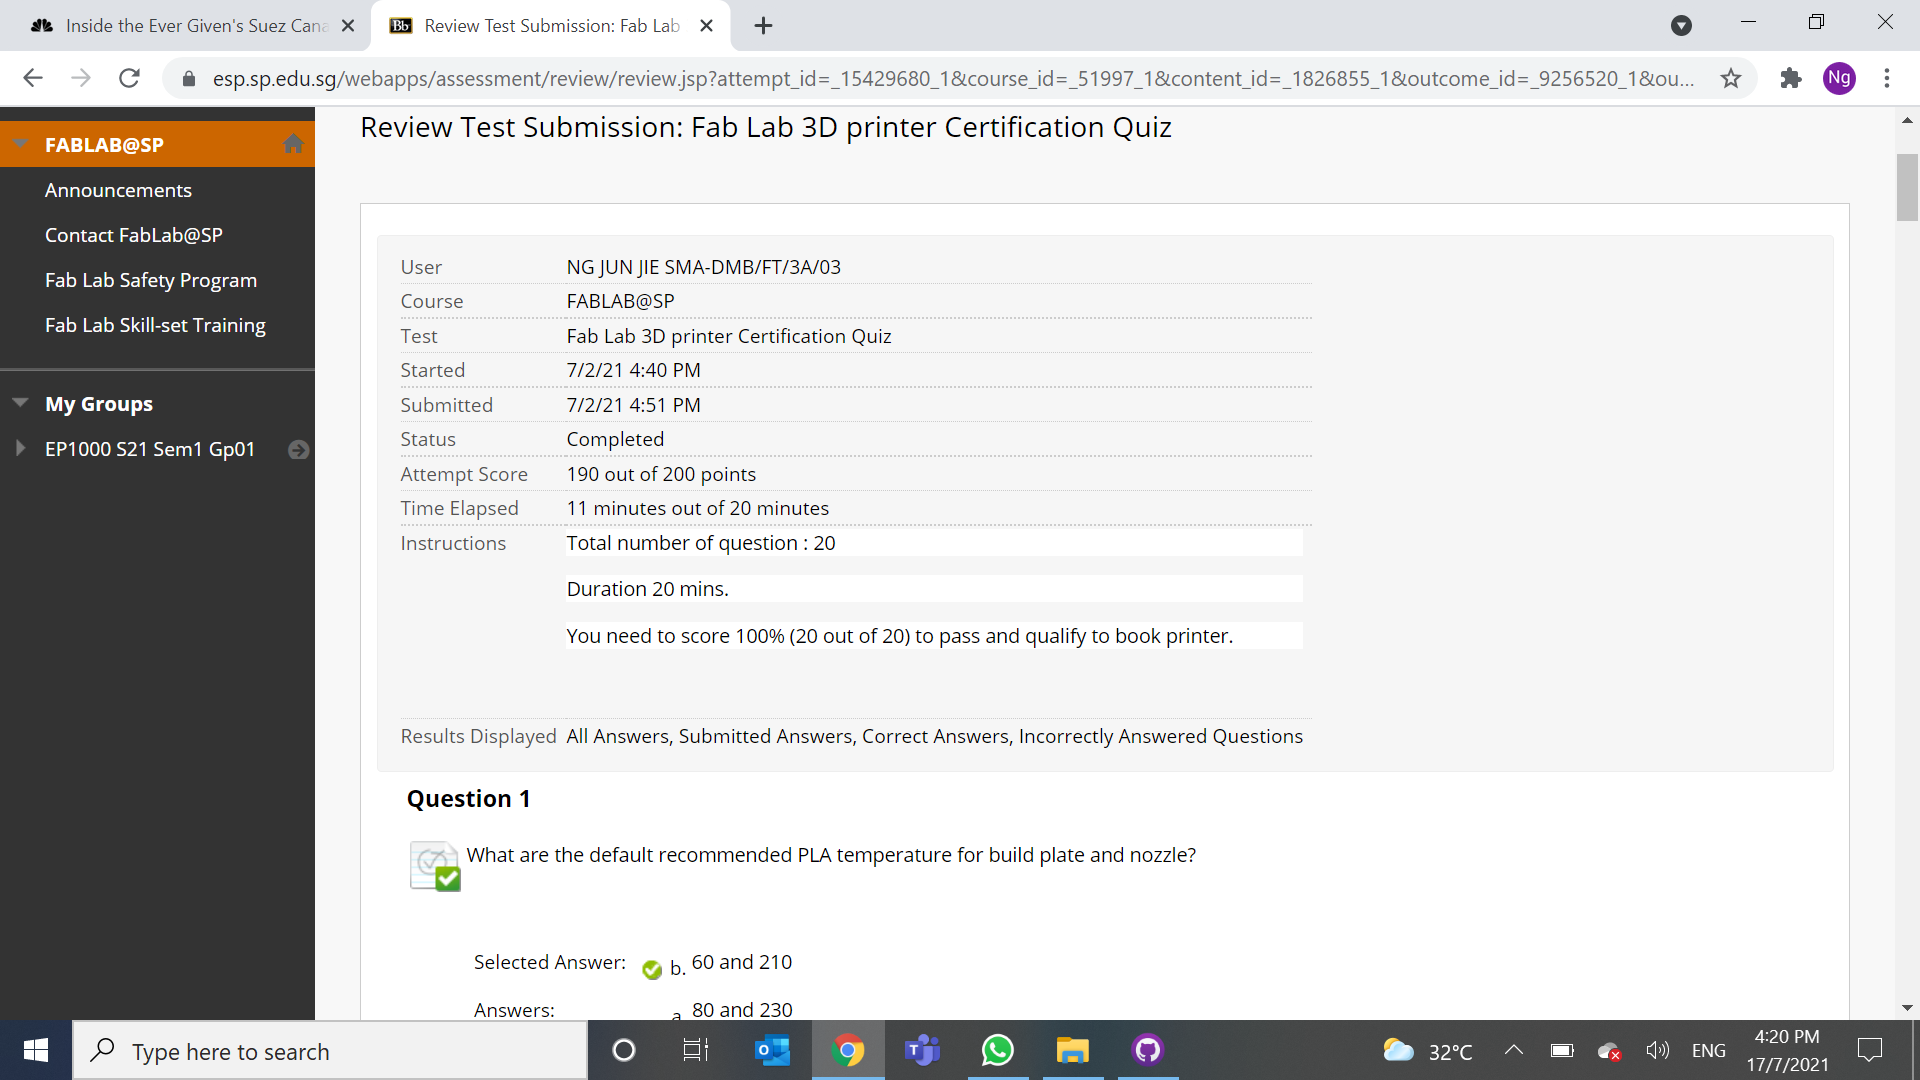 Inside the Ever Given's Suez Cana
Bb Review Test Submission: Fab Lab
esp.sp.edu.sg/webapps/assessment/review/review.jsp?attempt_id=_15429680_1&course_id=_51997_1&content_id=_1826855_1&outcome_id=_9256520_1&ou...
Ng
FABLAB@SP
Announcements
Contact FabLab@SP
Fab Lab Safety Program
Fab Lab Skill-set Training
My Groups
EP1000 S21 Sem1 Gp01
Review Test Submission: Fab Lab 3D printer Certification Quiz
User NG JUN JIE SMA-DMB/FT/3A/03
Course FABLAB@SP
Test Fab Lab 3D printer Certification Quiz
Started 7/2/21 4:40 PM
Submitted 7/2/21 4:51 PM
Status Completed
Attempt Score 190 out of 200 points
Time Elapsed 11 minutes out of 20 minutes
Instructions Total number of question : 20
Duration 20 mins.
You need to score 100% (20 out of 20) to pass and qualify to book printer.
Results Displayed All Answers, Submitted Answers, Correct Answers, Incorrectly Answered Questions
Question 1
What are the default recommended PLA temperature for build plate and nozzle?
Selected Answer: b. 60 and 210
Answers: a. 80 and 230
Type here to search
32°C
ENG
4:20 PM
17/7/2021